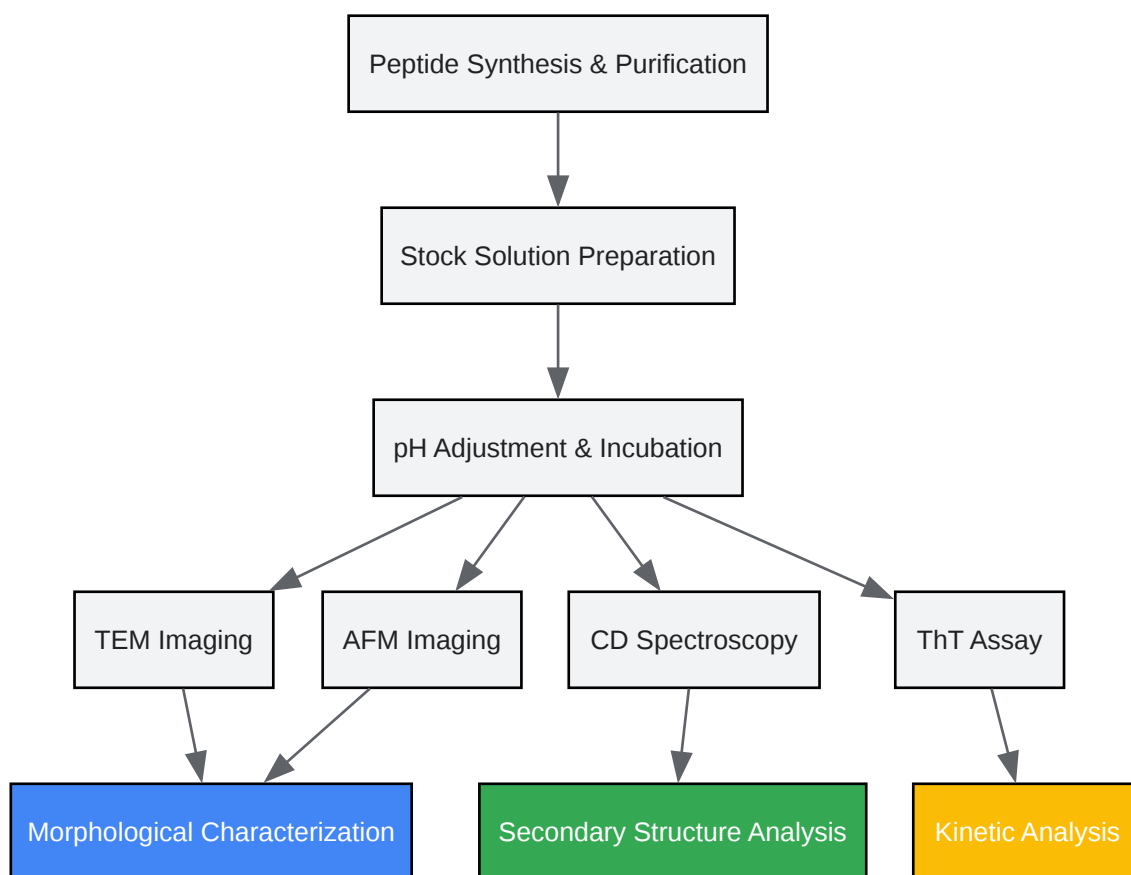 Peptide Synthesis & Purification
Stock Solution Preparation
pH Adjustment & Incubation
TEM Imaging
AFM Imaging
CD Spectroscopy
ThT Assay
Morphological Characterization
Secondary Structure Analysis
Kinetic Analysis